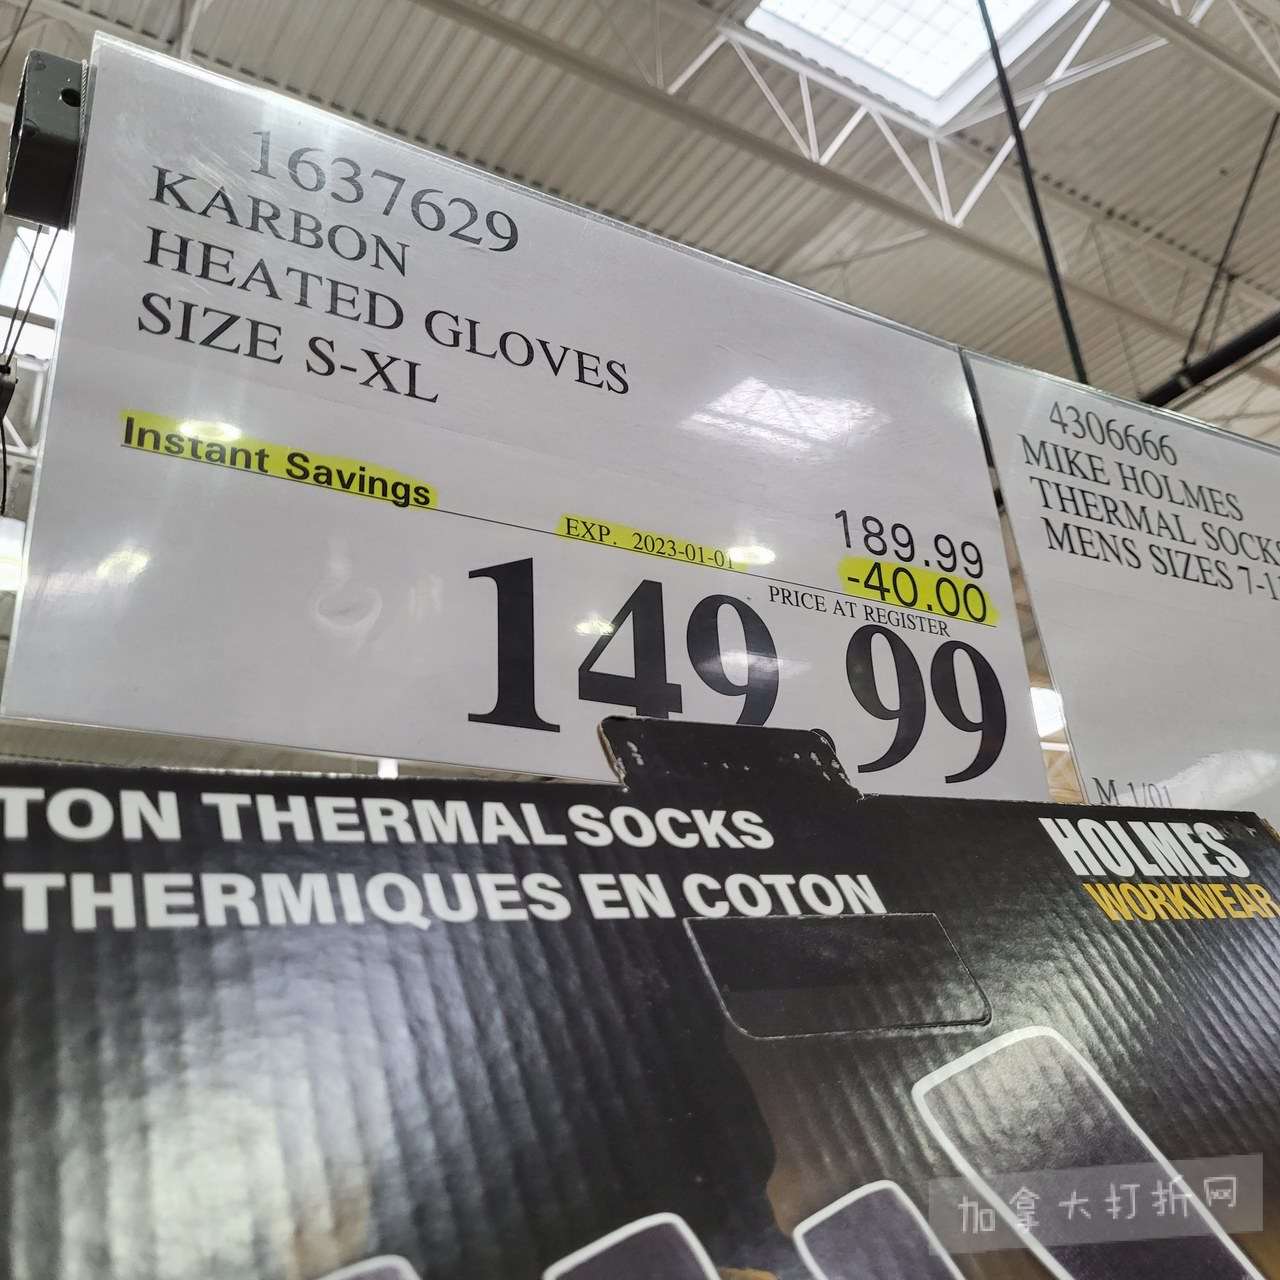 1637629
KARBON
HEATED GLOVES
SIZE S-XL
Instant Savings
EXP. 2023-01-01
189.99
-40.00
PRICE AT REGISTER
149 99
4306666
MIKE HOLMES
THERMAL SOCKS
MENS SIZES 7-1
M 1/01
TON THERMAL SOCKS
THERMIQUES EN COTON
HOLMES
WORKWEAR
加拿大打折网